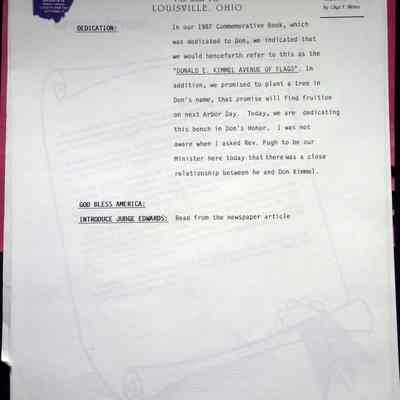 LOUISVILLE, OHIO
DEDICATION: In our 1987 Commemorative Book, which
was dedicated to Don, we indicated that
we would henceforth refer to this as the
"DONALD E. KIMMEL AVENUE OF FLAGS". In
addition, we promised to plant a tree in
Don's name, that promise will find fruition
on next Arbor Day. Today, we are dedicating
this bench in Don's Honor. I was not
aware when I asked Rev. Pugh to be our
Minister here today that there was a close
relationship between he and Don Kimmel.
GOD BLESS AMERICA:
INTRODUCE JUDGE EDWARDS: Read from the newspaper article